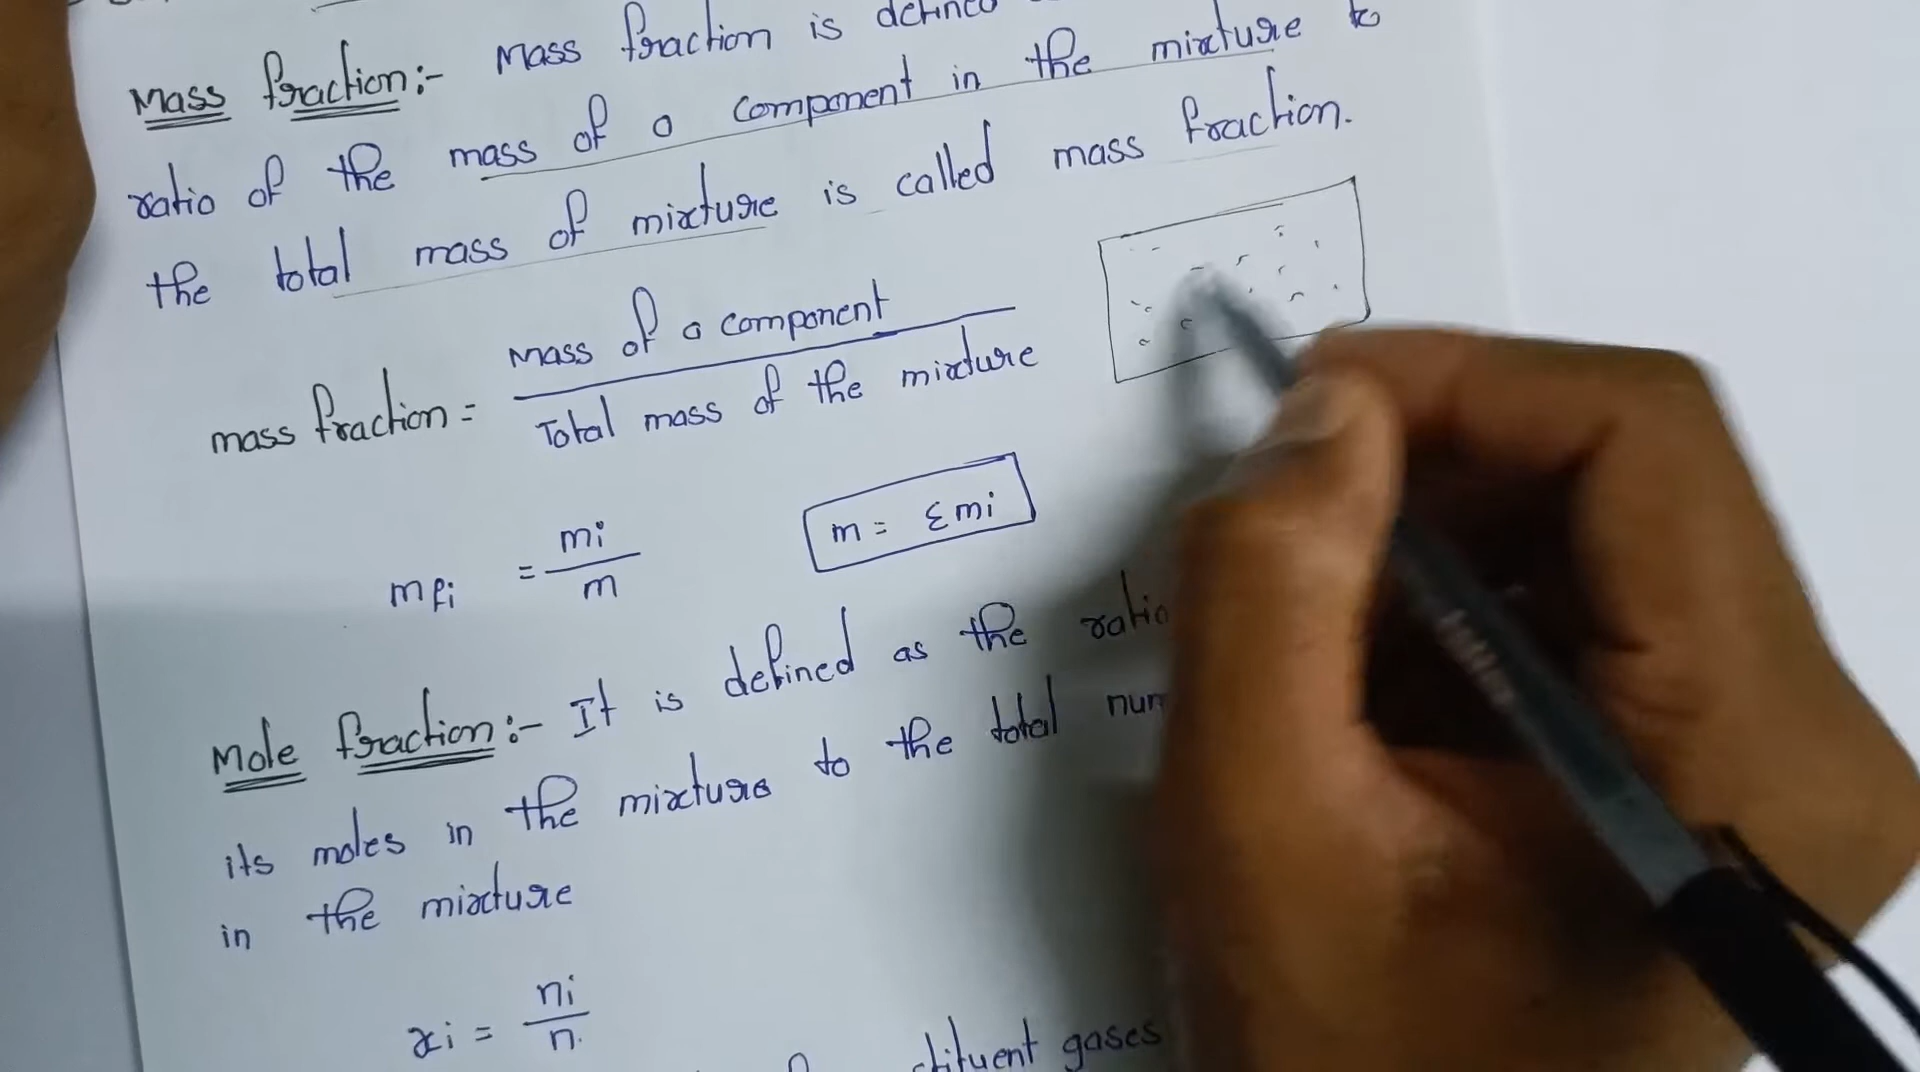 Mass fraction:- Mass fraction is defined
ratio of the mass of a component in the mixture to
the total mass of mixture is called mass fraction.
mass fraction = Mass of a component
Total mass of the mixture
mfi = mi
m
m = Σmi
Mole fraction:- It is defined as the ratio
its moles in the mixture to the total
in the mixture
xi = ni
n.
gases